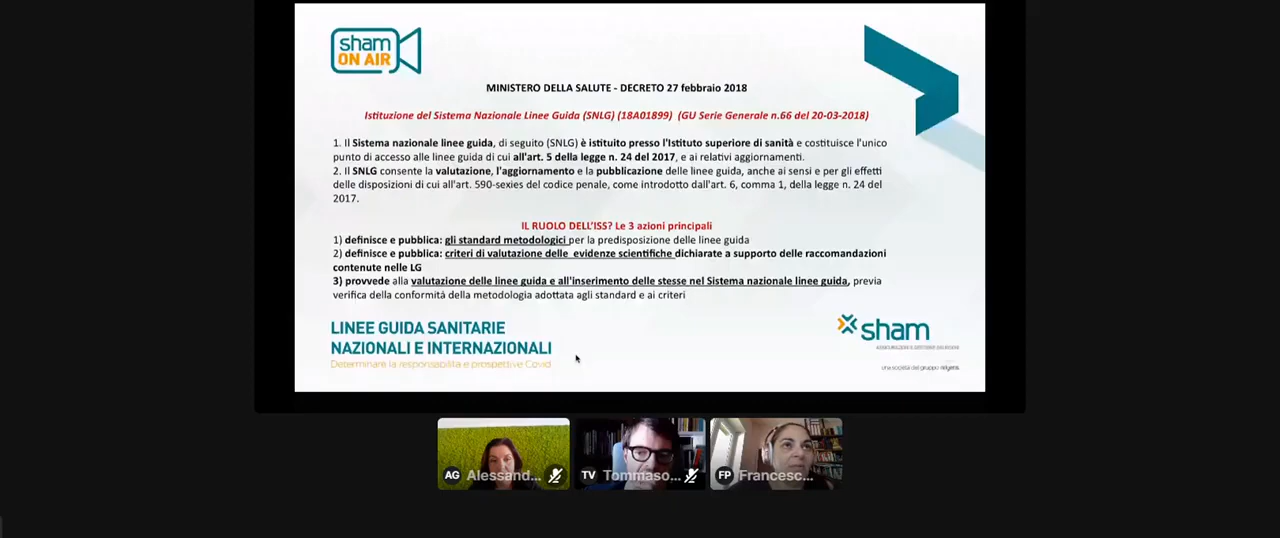 sham
ON AIR
MINISTERO DELLA SALUTE - DECRETO 27 febbraio 2018
Istituzione del Sistema Nazionale Linee Guida (SNLG) (18A01899) (GU Serie Generale n.66 del 20-03-2018)
1. Il Sistema nazionale linee guida, di seguito (SNLG) è istituito presso l'Istituto superiore di sanità e costituisce l'unico
punto di accesso alle linee guida di cui all'art. 5 della legge n. 24 del 2017, e ai relativi aggiornamenti.
2. Il SNLG consente la valutazione, l'aggiornamento e la pubblicazione delle linee guida, anche ai sensi e per gli effetti
delle disposizioni di cui all'art. 590-sexies del codice penale, come introdotto dall'art. 6, comma 1, della legge n. 24 del
2017.
IL RUOLO DELL'ISS? Le 3 azioni principali
1) definisce e pubblica: gli standard metodologici per la predisposizione delle linee guida
2) definisce e pubblica: criteri di valutazione delle evidenze scientifiche dichiarate a supporto delle raccomandazioni
contenute nelle LG
3) provvede alla valutazione delle linee guida e all'inserimento delle stesse nel Sistema nazionale linee guida, previa
verifica della conformità della metodologia adottata agli standard e ai criteri
LINEE GUIDA SANITARIE
NAZIONALI E INTERNAZIONALI
Determinare la responsabilità e prospettive Covid
sham
una società del gruppo relyens
AG Alessand...
TV Tommaso...
FP Francesc...